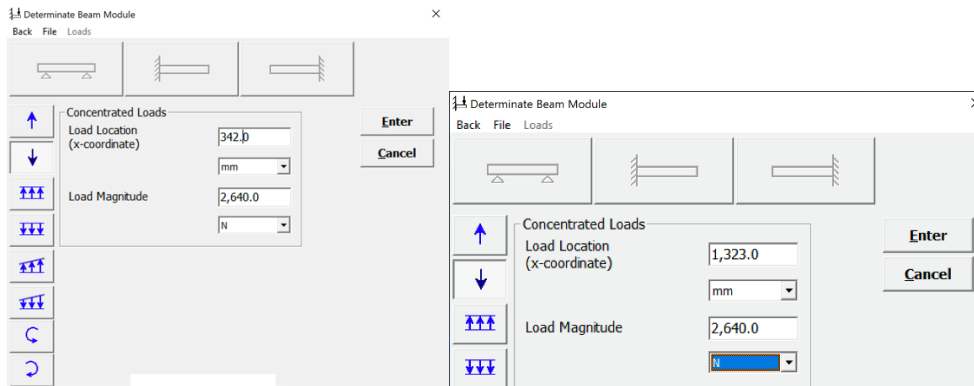 Determinate Beam Module
Back File Loads
Concentrated Loads
Load Location
(x-coordinate)
342.0
mm
Load Magnitude
2,640.0
N
Enter
Cancel
Determinate Beam Module
Back File Loads
Concentrated Loads
Load Location
(x-coordinate)
1,323.0
mm
Load Magnitude
2,640.0
N
Enter
Cancel